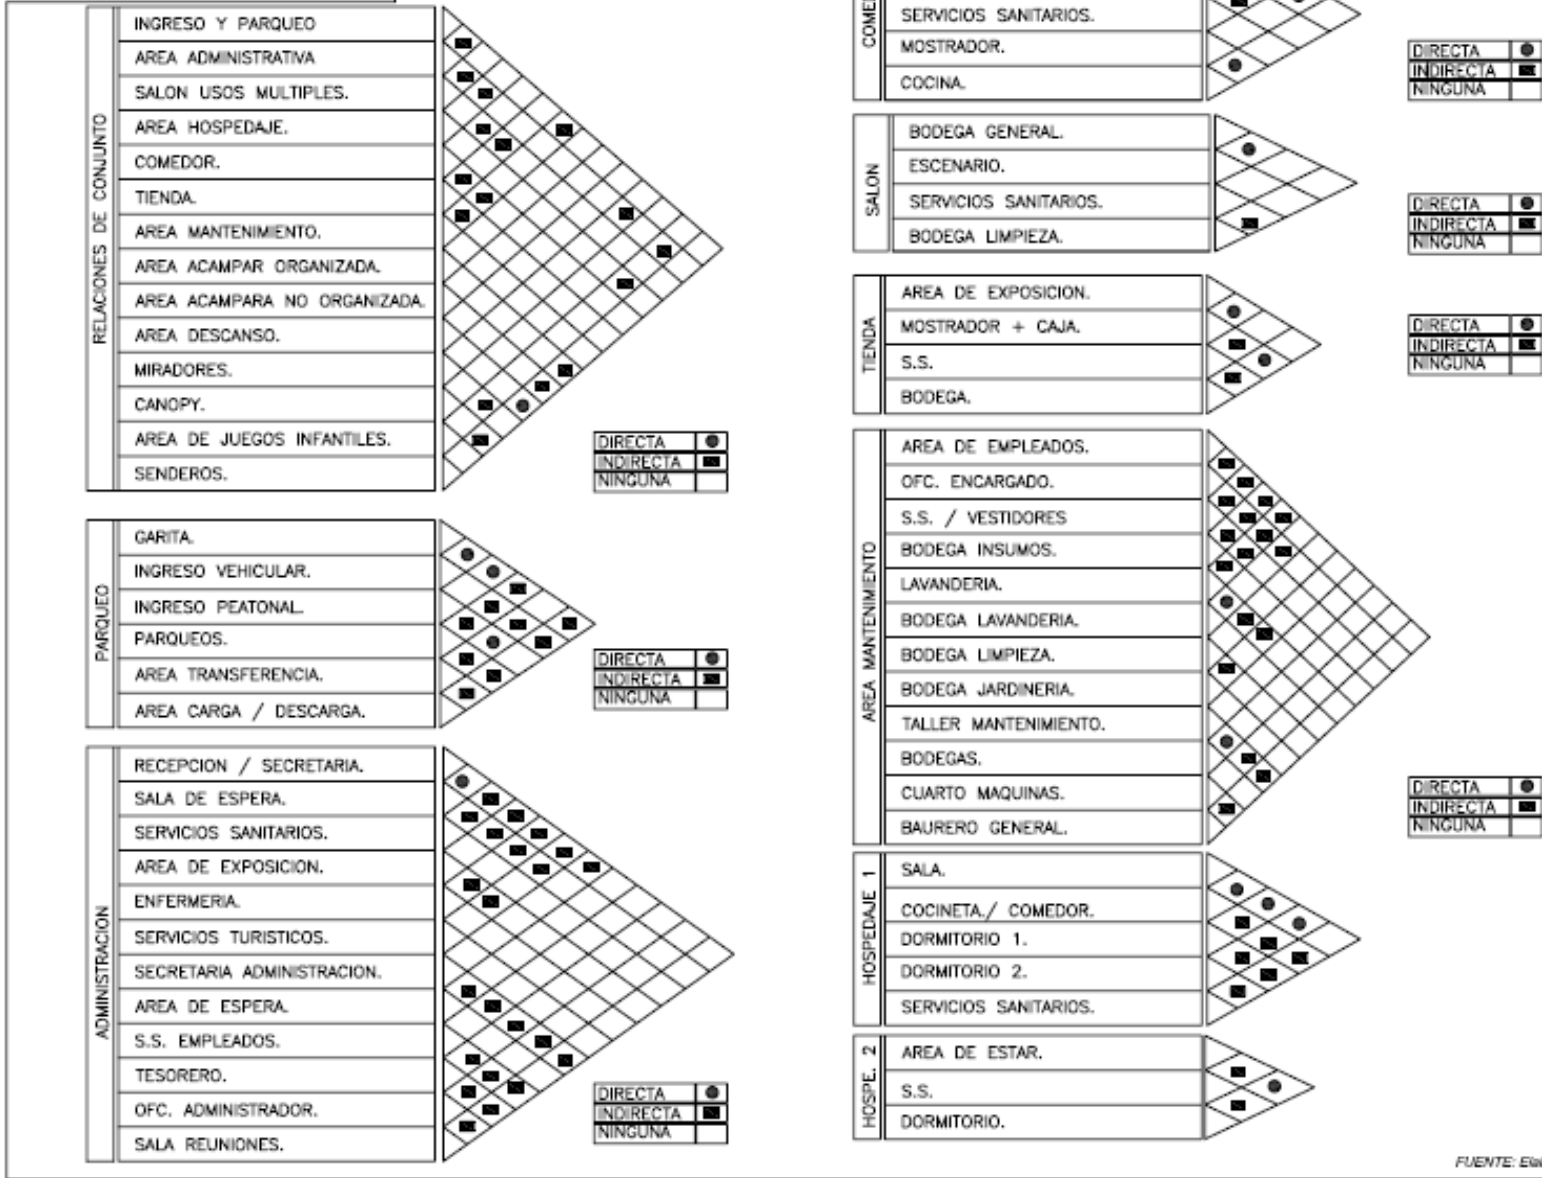 RELACIONES DE CONJUNTO
INGRESO Y PARQUEO
AREA ADMINISTRATIVA
SALON USOS MULTIPLES.
AREA HOSPEDAJE.
COMEDOR.
TIENDA.
AREA MANTENIMIENTO.
AREA ACAMPAR ORGANIZADA.
AREA ACAMPARA NO ORGANIZADA.
AREA DESCANSO.
MIRADORES.
CANOPY.
AREA DE JUEGOS INFANTILES.
SENDEROS.
DIRECTA
INDIRECTA
NINGUNA
PARQUEO
GARITA.
INGRESO VEHICULAR.
INGRESO PEATONAL.
PARQUEOS.
AREA TRANSFERENCIA.
AREA CARGA / DESCARGA.
DIRECTA
INDIRECTA
NINGUNA
ADMINISTRACION
RECEPCION / SECRETARIA.
SALA DE ESPERA.
SERVICIOS SANITARIOS.
AREA DE EXPOSICION.
ENFERMERIA.
SERVICIOS TURISTICOS.
SECRETARIA ADMINISTRACION.
AREA DE ESPERA.
S.S. EMPLEADOS.
TESORERO.
OFC. ADMINISTRADOR.
SALA REUNIONES.
DIRECTA
INDIRECTA
NINGUNA
SERVICIOS SANITARIOS.
MOSTRADOR.
COCINA.
DIRECTA
INDIRECTA
NINGUNA
SALON
BODEGA GENERAL.
ESCENARIO.
SERVICIOS SANITARIOS.
BODEGA LIMPIEZA.
DIRECTA
INDIRECTA
NINGUNA
TIENDA
AREA DE EXPOSICION.
MOSTRADOR + CAJA.
S.S.
BODEGA.
DIRECTA
INDIRECTA
NINGUNA
AREA MANTENIMIENTO
AREA DE EMPLEADOS.
OFC. ENCARGADO.
S.S. / VESTIDORES
BODEGA INSUMOS.
LAVANDERIA.
BODEGA LAVANDERIA.
BODEGA LIMPIEZA.
BODEGA JARDINERIA.
TALLER MANTENIMIENTO.
BODEGAS.
CUARTO MAQUINAS.
BAURERO GENERAL.
DIRECTA
INDIRECTA
NINGUNA
HOSPEDAJE 1
SALA.
COCINETA./ COMEDOR.
DORMITORIO 1.
DORMITORIO 2.
SERVICIOS SANITARIOS.
HOSPE. 2
AREA DE ESTAR.
S.S.
DORMITORIO.
FUENTE: